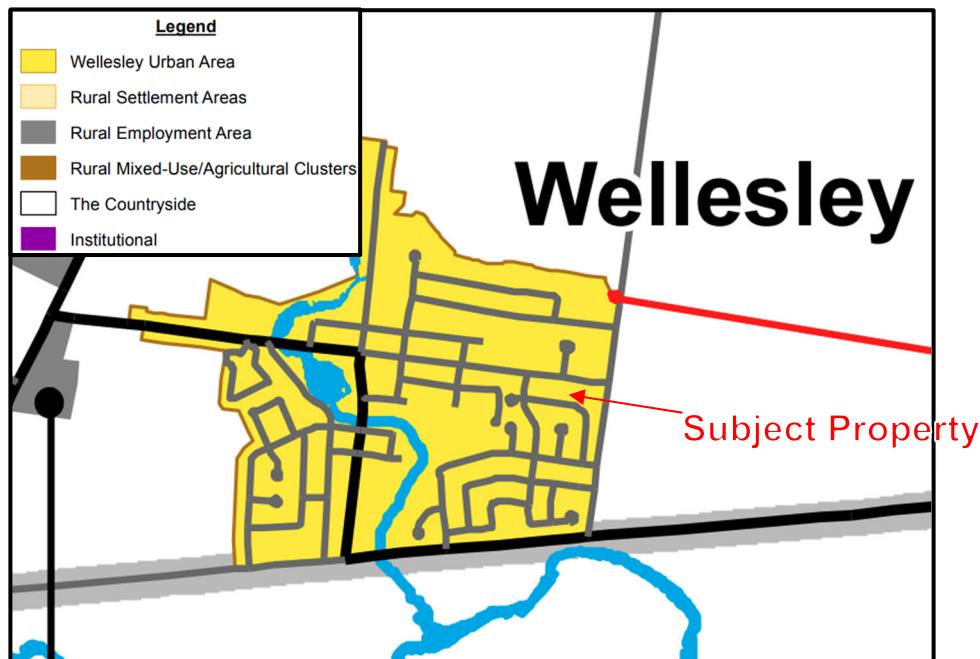 Legend
Wellesley Urban Area
Rural Settlement Areas
Rural Employment Area
Rural Mixed-Use/Agricultural Clusters
The Countryside
Institutional
Wellesley
Subject Property